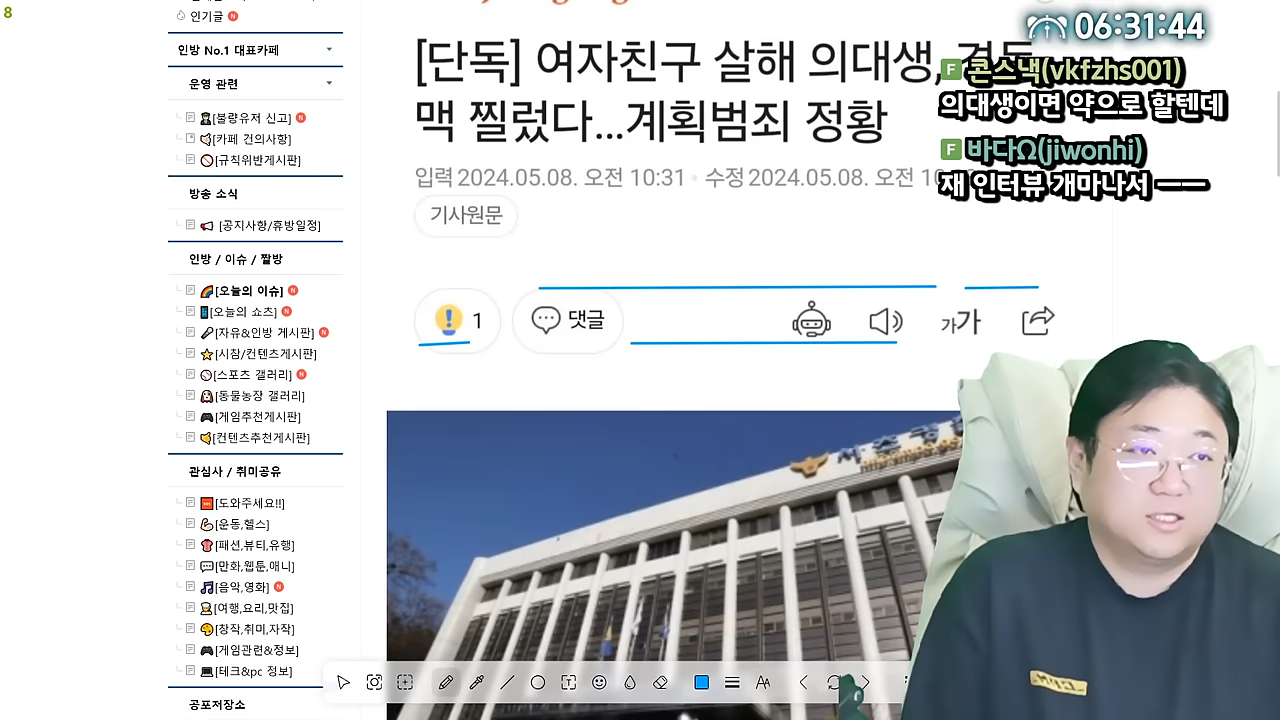 8
인기글 N
인방 No.1 대표카페
운영 관련
[불량유저 신고] N
[카페 건의사항]
[규칙위반게시판]
방송 소식
[공지사항/휴방일정]
인방 / 이슈 / 짤방
[오늘의 이슈] N
[오늘의 쇼츠] N
[자유&인방 게시판] N
[시참/컨텐츠게시판]
[스포츠 갤러리] N
[동물농장 갤러리]
[게임추천게시판]
[컨텐츠추천게시판]
관심사 / 취미공유
[도와주세요!!]
[운동,헬스]
[패션,뷰티,유행]
[만화,웹툰,애니]
[음악,영화] N
[여행,요리,맛집]
[창작,취미,자작]
[게임관련&정보]
[테크&pc 정보]
공포저장소
[단독] 여자친구 살해 의대생, 경동
맥 찔렀다…계획범죄 정황
입력 2024.05.08. 오전 10:31 · 수정 2024.05.08. 오전 10
기사원문
1
댓글
가가
06:31:44
F 콘스낵(vkfzhs001)
의대생이면 약으로 할텐데
F 바다Ω(jiwonhi)
재 인터뷰 개마나서 ㅡㅡ